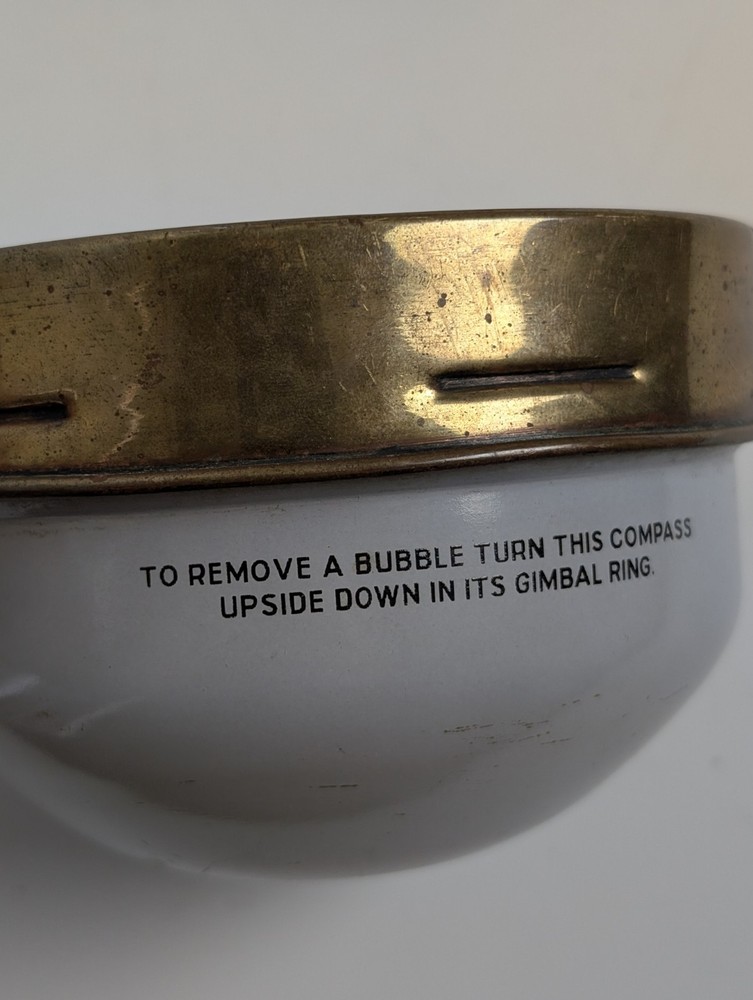 TO REMOVE A BUBBLE TURN THIS COMPASS
UPSIDE DOWN IN ITS GIMBAL RING.